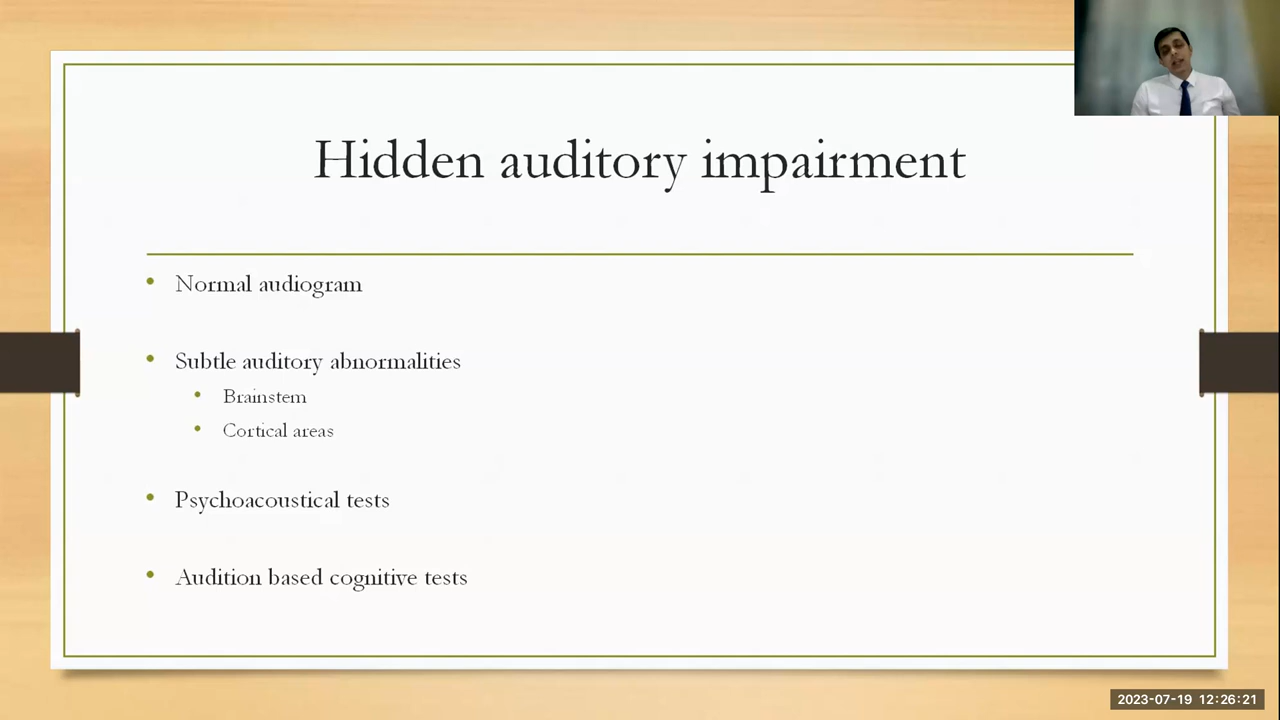 Hidden auditory impairment
• Normal audiogram
• Subtle auditory abnormalities
• Brainstem
• Cortical areas
• Psychoacoustical tests
• Audition based cognitive tests
2023-07-19 12:26:21